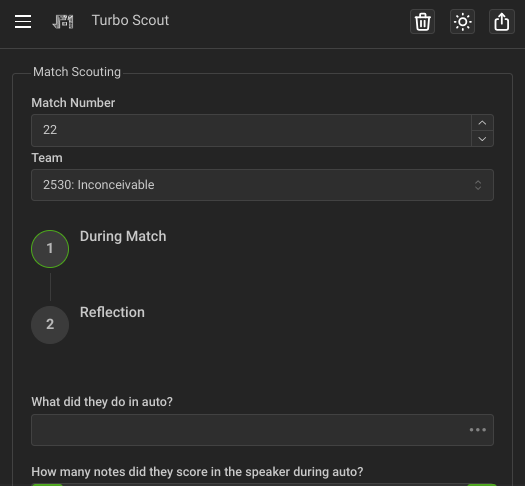 Turbo Scout
Match Scouting
Match Number
22
Team
2530: Inconceivable
1
During Match
2
Reflection
What did they do in auto?
How many notes did they score in the speaker during auto?